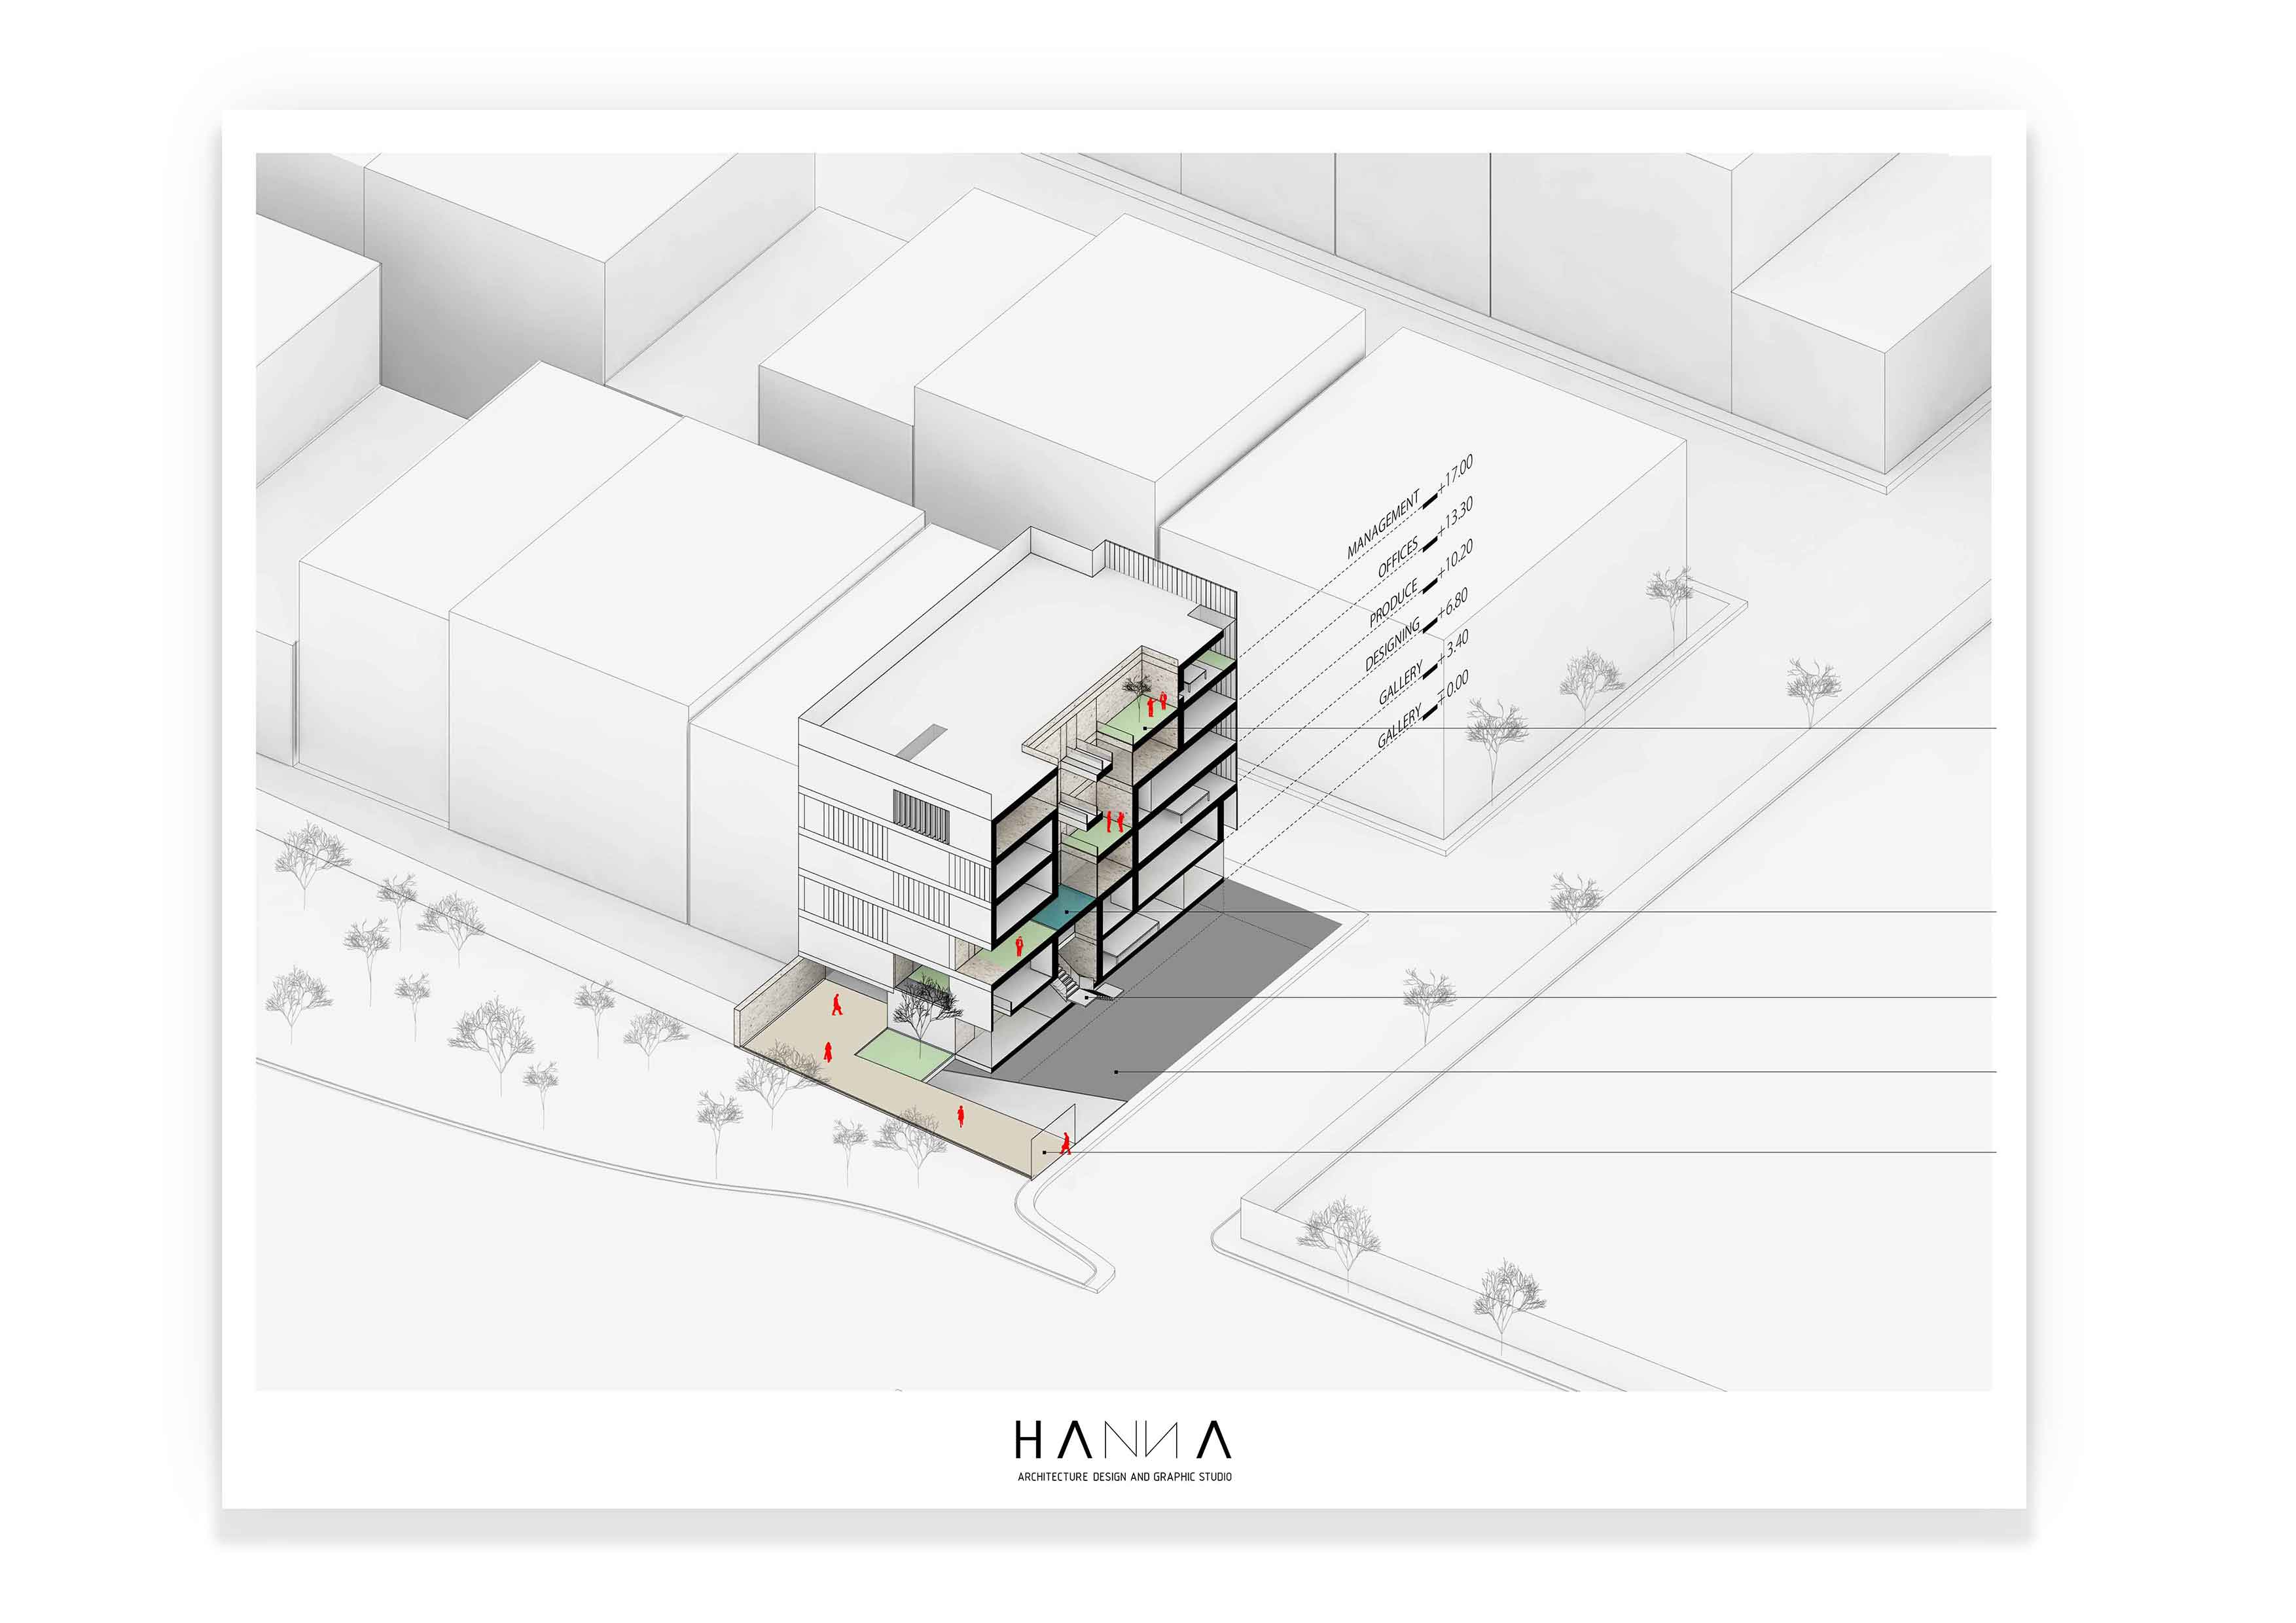 MANAGEMENT +17.00
OFFICES +13.30
PRODUCE +10.20
DESIGNING +6.80
GALLERY +3.40
GALLERY ±0.00
HANNA
ARCHITECTURE DESIGN AND GRAPHIC STUDIO